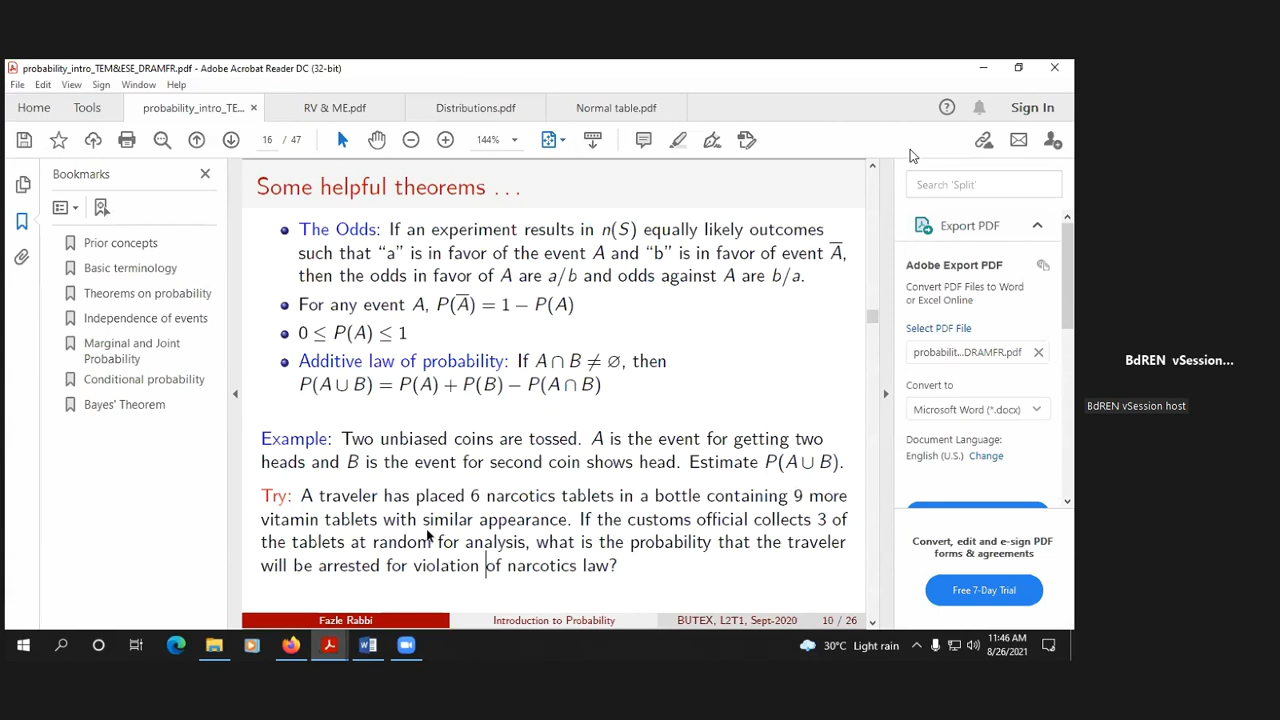 probability_intro_TEM&ESE_DRAMFR.pdf - Adobe Acrobat Reader DC (32-bit)
File Edit View Sign Window Help
Home Tools probability_intro_TE... × RV & ME.pdf Distributions.pdf Normal table.pdf Sign In
16 / 47 144%
Bookmarks
Prior concepts
Basic terminology
Theorems on probability
Independence of events
Marginal and Joint
Probability
Conditional probability
Bayes' Theorem
Some helpful theorems . . .
The Odds: If an experiment results in n(S) equally likely outcomes
such that “a” is in favor of the event A and “b” is in favor of event A̅,
then the odds in favor of A are a/b and odds against A are b/a.
For any event A, P(A̅) = 1 − P(A)
0 ≤ P(A) ≤ 1
Additive law of probability: If A ∩ B ≠ ∅, then
P(A ∪ B) = P(A) + P(B) − P(A ∩ B)
Example: Two unbiased coins are tossed. A is the event for getting two
heads and B is the event for second coin shows head. Estimate P(A ∪ B).
Try: A traveler has placed 6 narcotics tablets in a bottle containing 9 more
vitamin tablets with similar appearance. If the customs official collects 3 of
the tablets at random for analysis, what is the probability that the traveler
will be arrested for violation of narcotics law?
Fazle Rabbi Introduction to Probability BUTEX, L2T1, Sept-2020 10 / 26
Search 'Split'
Export PDF
Adobe Export PDF
Convert PDF Files to Word
or Excel Online
Select PDF File
probabilit...DRAMFR.pdf
Convert to
Microsoft Word (*.docx)
Document Language:
English (U.S.) Change
Convert, edit and e-sign PDF
forms & agreements
Free 7-Day Trial
BdREN vSession...
BdREN vSession host
30°C Light rain
11:46 AM
8/26/2021